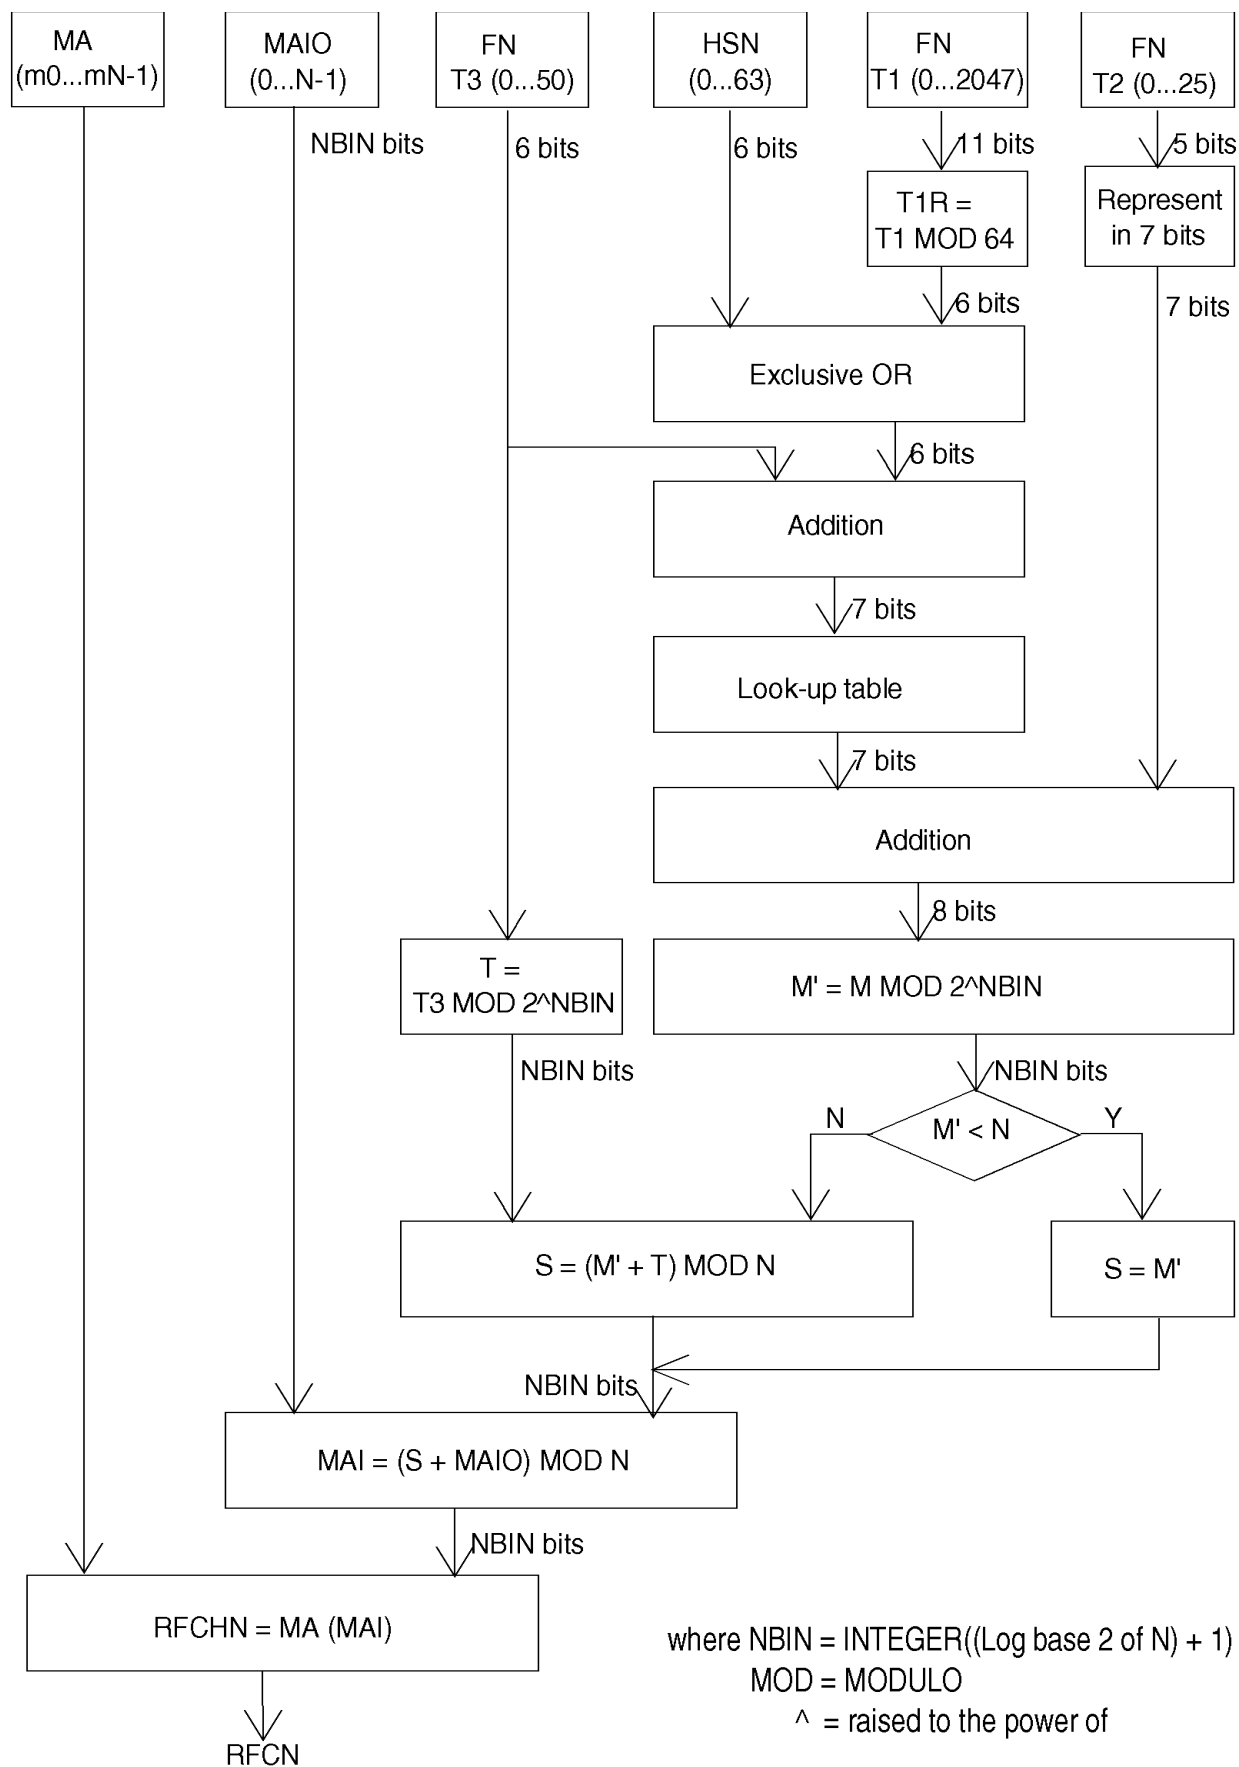 MA
(m0...mN-1)
MAIO
(0...N-1)
FN
T3 (0...50)
HSN
(0...63)
FN
T1 (0...2047)
FN
T2 (0...25)
NBIN bits
6 bits
6 bits
11 bits
5 bits
T1R =
T1 MOD 64
Represent
in 7 bits
6 bits
7 bits
Exclusive OR
6 bits
Addition
7 bits
Look-up table
7 bits
Addition
8 bits
T =
T3 MOD 2^NBIN
M' = M MOD 2^NBIN
NBIN bits
NBIN bits
N
M' < N
Y
S = (M' + T) MOD N
S = M'
NBIN bits
MAI = (S + MAIO) MOD N
NBIN bits
RFCHN = MA (MAI)
where NBIN = INTEGER((Log base 2 of N) + 1)
MOD = MODULO
^ = raised to the power of
RFCN